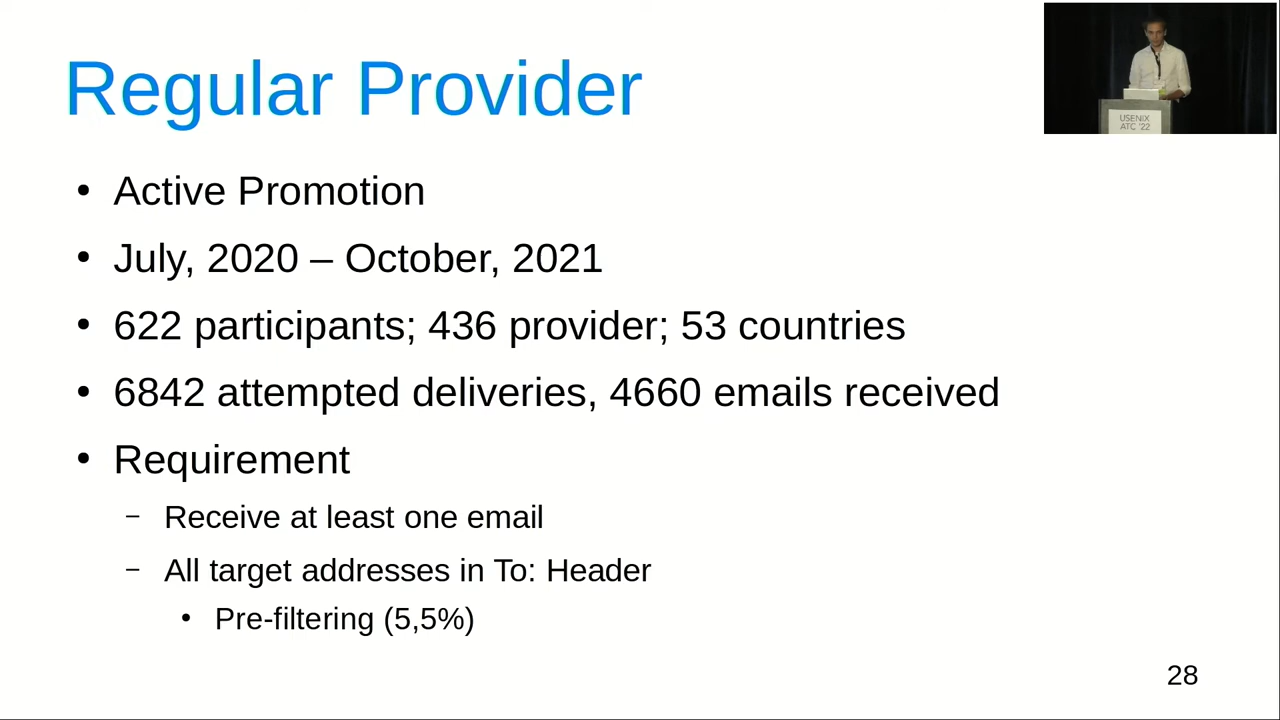 Regular Provider
USENIX
ATC '22
• Active Promotion
• July, 2020 – October, 2021
• 622 participants; 436 provider; 53 countries
• 6842 attempted deliveries, 4660 emails received
• Requirement
– Receive at least one email
– All target addresses in To: Header
• Pre-filtering (5,5%)
28